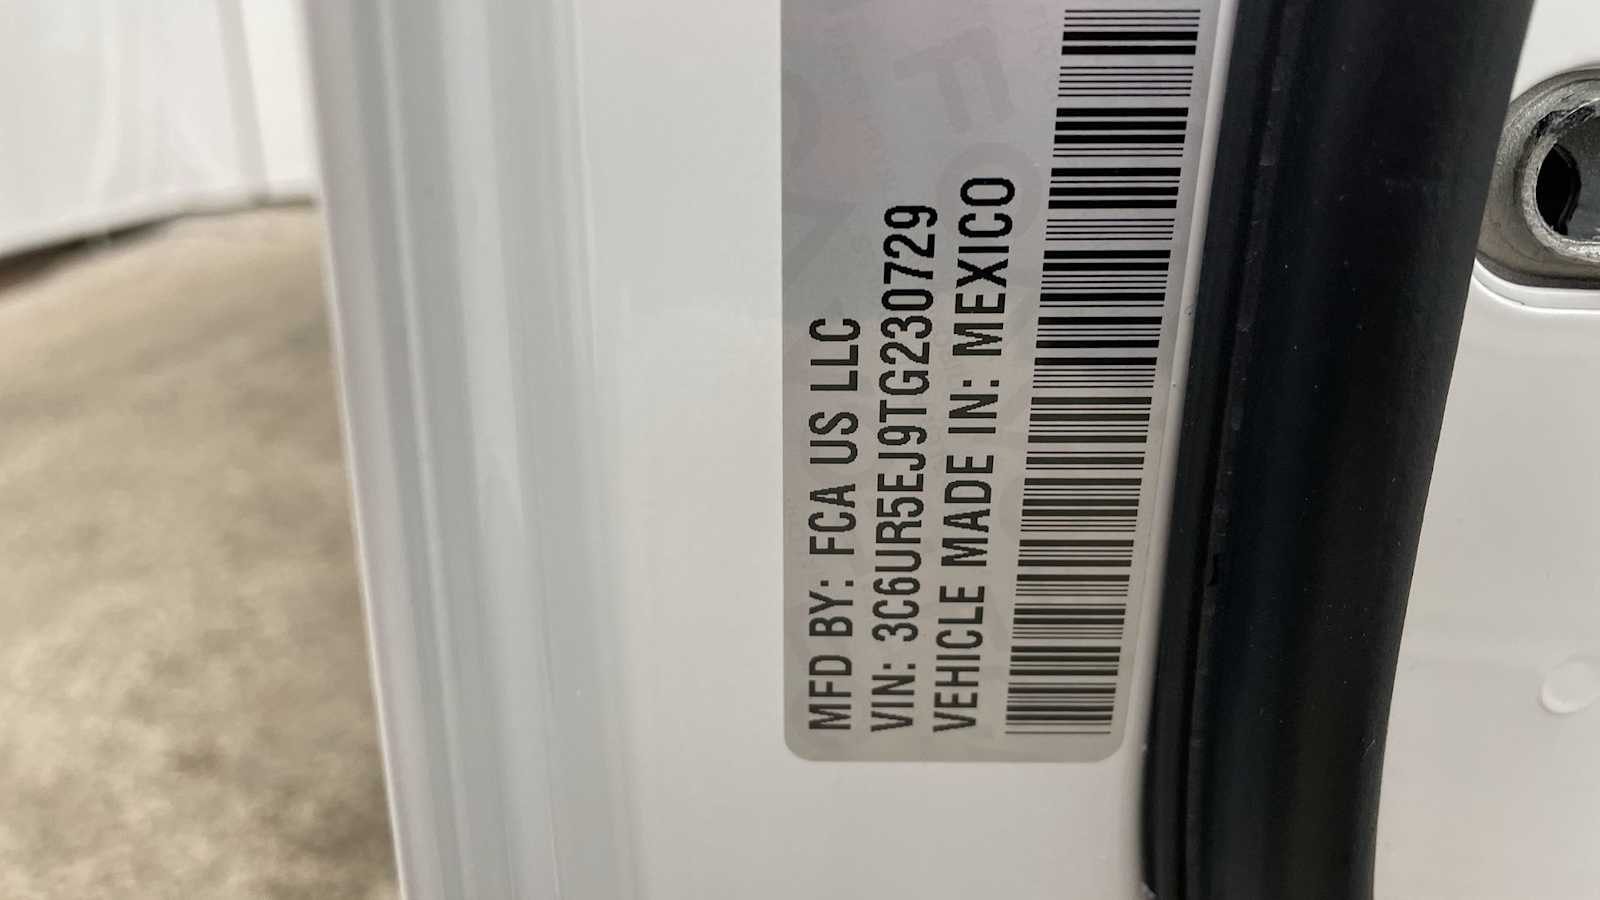 MFD BY: FCA US LLC
VIN: 3C6UR5EJ9TG230729
VEHICLE MADE IN: MEXICO